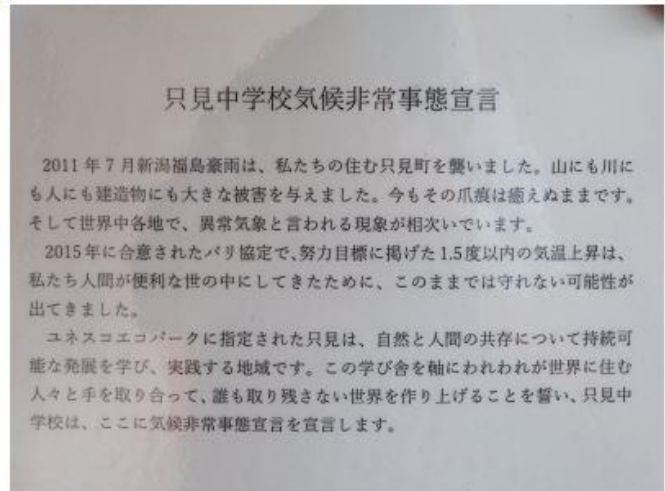 只見中学校気候非常事態宣言
2011年7月新潟福島豪雨は、私たちの住む只見町を襲いました。山にも川に
も人にも建造物にも大きな被害を与えました。今もその爪痕は癒えぬままです。
そして世界中各地で、異常気象と言われる現象が相次いでいます。
2015年に合意されたパリ協定で、努力目標に掲げた1.5度以内の気温上昇は、
私たち人間が便利な世の中にしてきたために、このままでは守れない可能性が
出てきました。
ユネスコエコパークに指定された只見は、自然と人間の共存について持続可
能な発展を学び、実践する地域です。この学び舎を軸にわれわれが世界に住む
人々と手を取り合って、誰も取り残さない世界を作り上げることを誓い、只見中
学校は、ここに気候非常事態宣言を宣言します。